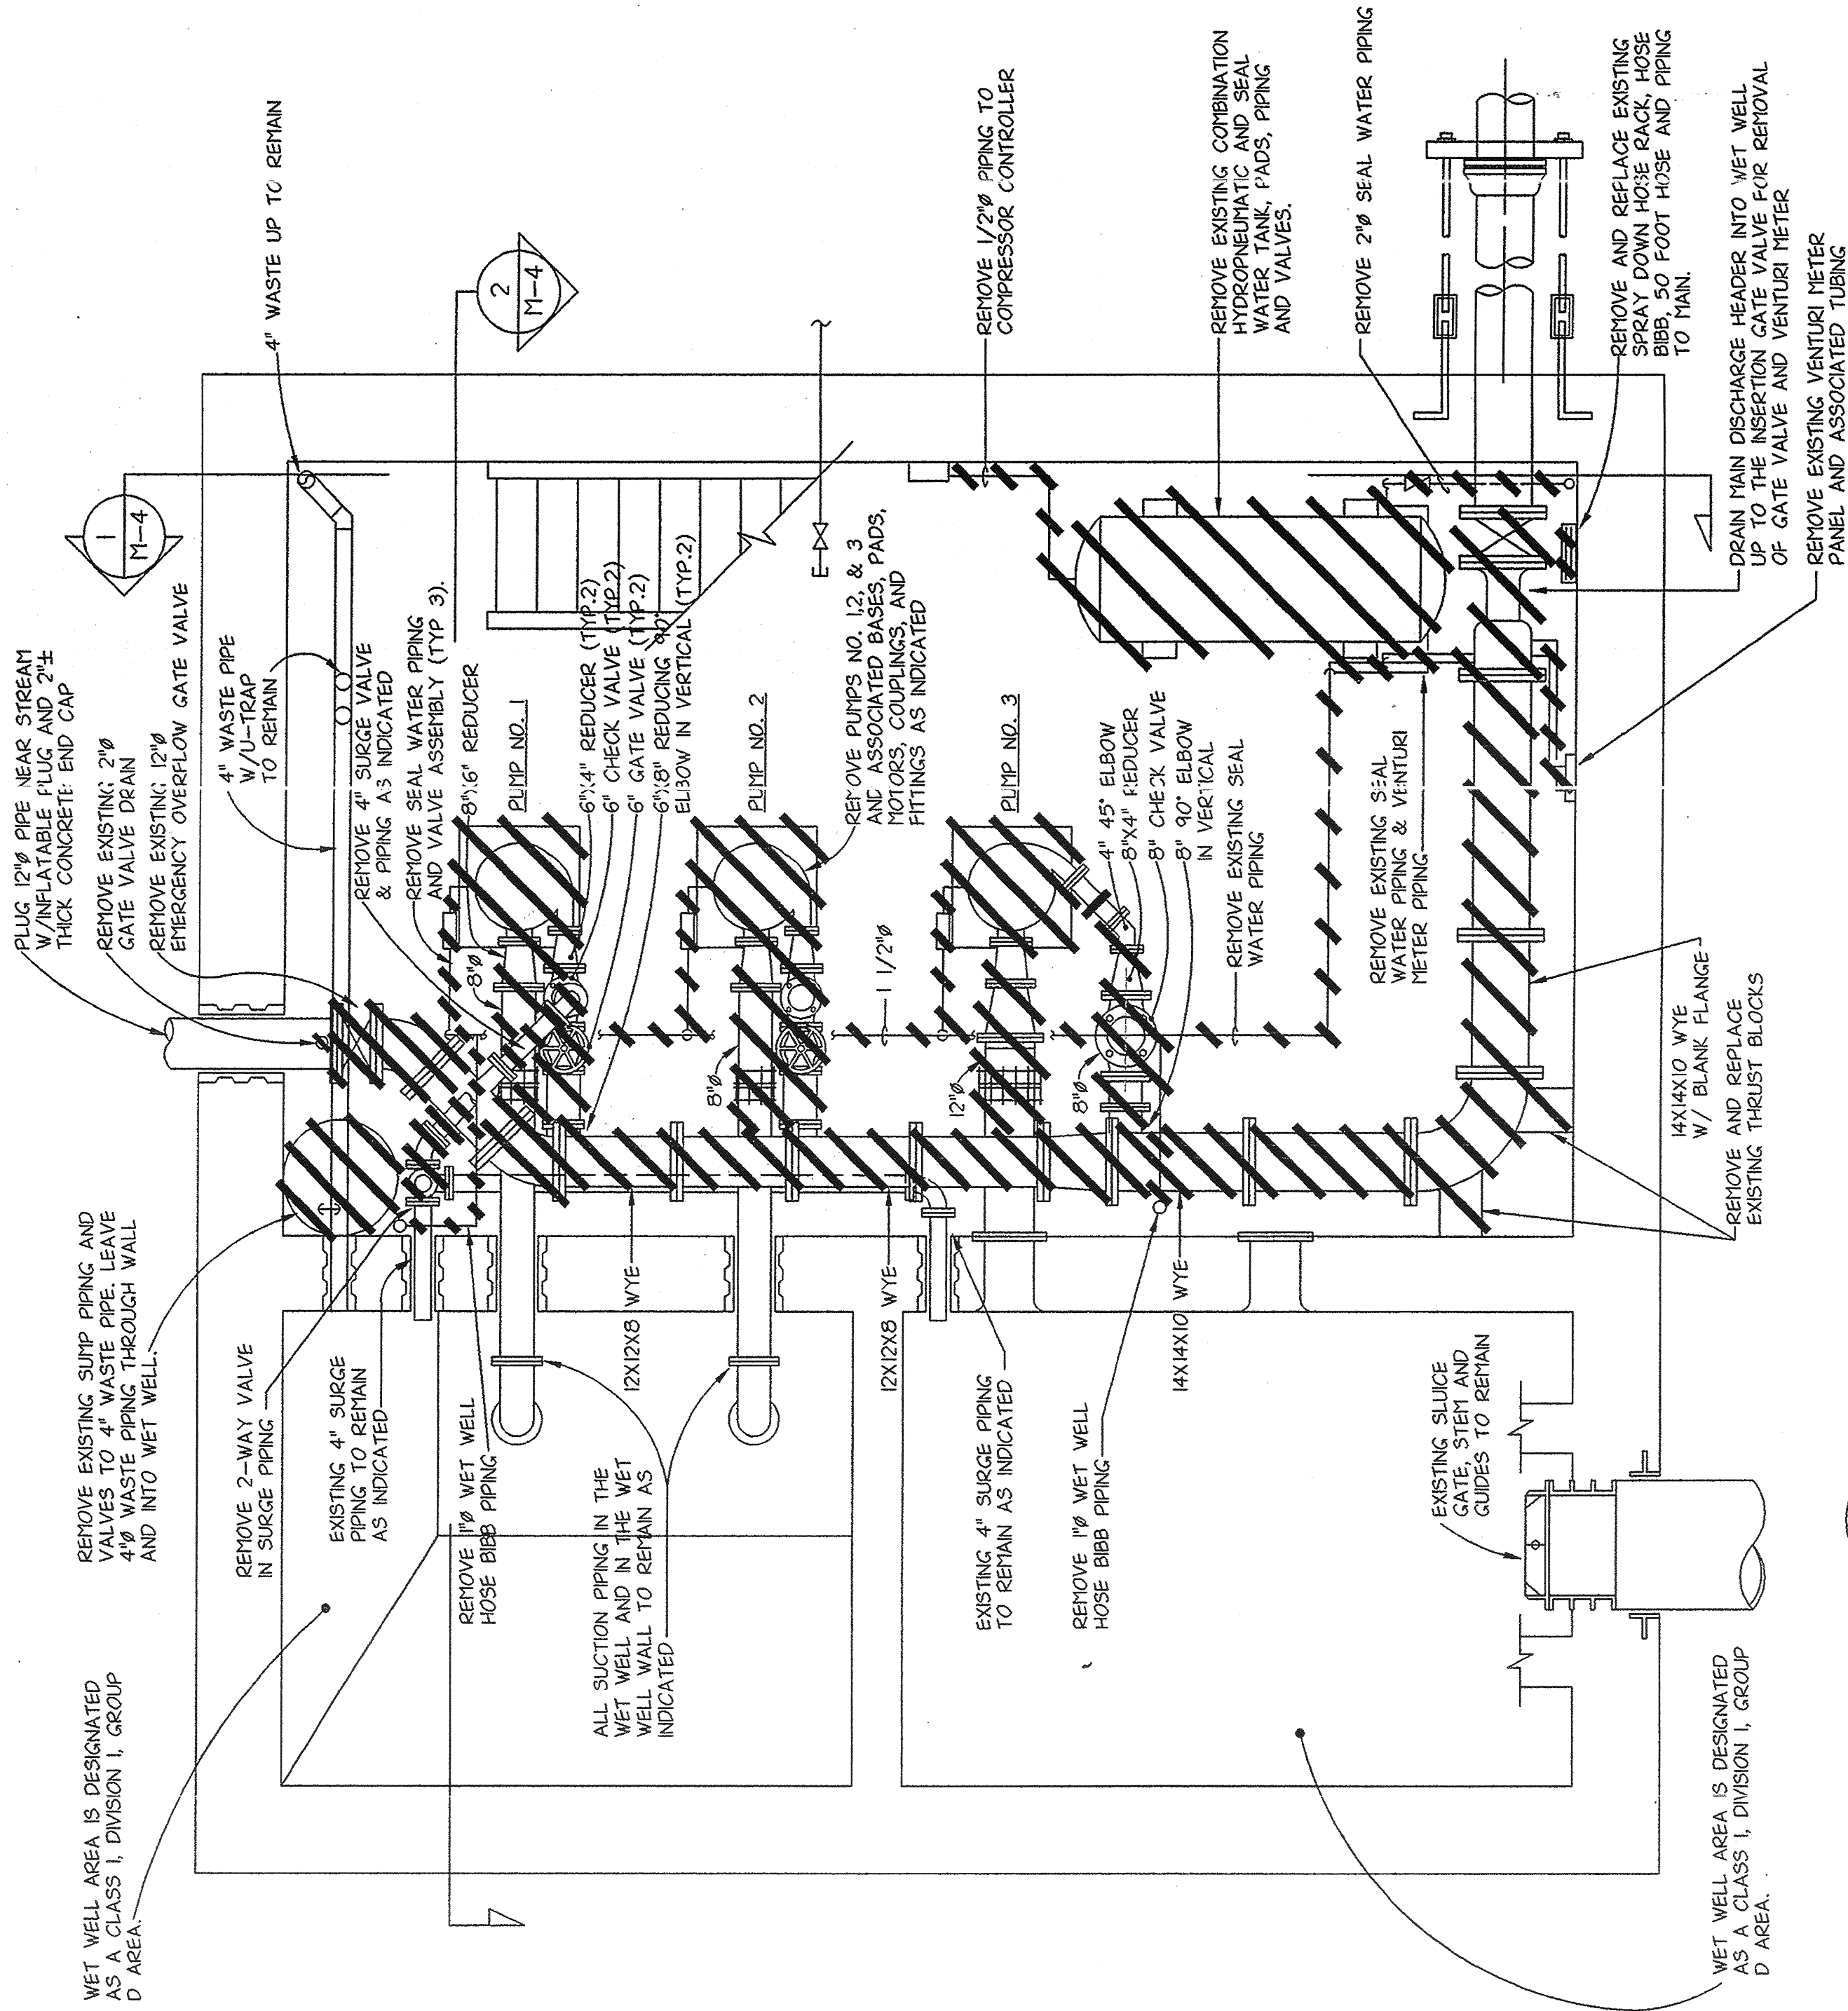 PLUG 12"Ø PIPE NEAR STREAM
W/INFLATABLE PLUG AND 2"±
THICK CONCRETE END CAP
REMOVE EXISTING 2"Ø
GATE VALVE DRAIN
REMOVE EXISTING 12"Ø
EMERGENCY OVERFLOW GATE VALVE
1
M-4
4" WASTE UP TO REMAIN
4" WASTE PIPE
W/U-TRAP
TO REMAIN
2
M-4
REMOVE 4" SURGE VALVE
& PIPING AS INDICATED
REMOVE SEAL WATER PIPING
AND VALVE ASSEMBLY (TYP 3).
8"X6" REDUCER
PUMP NO. 1
6"X4" REDUCER (TYP.2)
6" CHECK VALVE (TYP.2)
6" GATE VALVE (TYP.2)
6"X8" REDUCING 90°
ELBOW IN VERTICAL (TYP.2)
8"Ø
PUMP NO. 2
REMOVE PUMPS NO. 1,2, & 3
AND ASSOCIATED BASES, PADS,
MOTORS, COUPLINGS, AND
FITTINGS AS INDICATED
8"Ø
1 1/2"Ø
REMOVE 1/2"Ø PIPING TO
COMPRESSOR CONTROLLER
PUMP NO. 3
12"Ø
8"Ø
4" 45° ELBOW
8"X4" REDUCER
8" CHECK VALVE
8" 90° ELBOW
IN VERTICAL
REMOVE EXISTING SEAL
WATER PIPING
REMOVE EXISTING COMBINATION
HYDROPNEUMATIC AND SEAL
WATER TANK, PADS, PIPING
AND VALVES.
REMOVE 2"Ø SEAL WATER PIPING
REMOVE EXISTING SEAL
WATER PIPING & VENTURI
METER PIPING
REMOVE AND REPLACE EXISTING
SPRAY DOWN HOSE RACK, HOSE
BIBB, 50 FOOT HOSE AND PIPING
TO MAIN.
DRAIN MAIN DISCHARGE HEADER INTO WET WELL
UP TO THE INSERTION GATE VALVE FOR REMOVAL
OF GATE VALVE AND VENTURI METER
REMOVE EXISTING VENTURI METER
PANEL AND ASSOCIATED TUBING
14X14X10 WYE
W/ BLANK FLANGE
REMOVE AND REPLACE
EXISTING THRUST BLOCKS
REMOVE EXISTING SUMP PIPING AND
VALVES TO 4" WASTE PIPE. LEAVE
4"Ø WASTE PIPING THROUGH WALL
AND INTO WET WELL.
REMOVE 2-WAY VALVE
IN SURGE PIPING
EXISTING 4" SURGE
PIPING TO REMAIN
AS INDICATED
REMOVE 1"Ø WET WELL
HOSE BIBB PIPING
12X12X8 WYE
ALL SUCTION PIPING IN THE
WET WELL AND IN THE WET
WELL WALL TO REMAIN AS
INDICATED
12X12X8 WYE
EXISTING 4" SURGE PIPING
TO REMAIN AS INDICATED
REMOVE 1"Ø WET WELL
HOSE BIBB PIPING
14X14X10 WYE
EXISTING SLUICE
GATE, STEM AND
GUIDES TO REMAIN
WET WELL AREA IS DESIGNATED
AS A CLASS 1, DIVISION 1, GROUP
D AREA.
WET WELL AREA IS DESIGNATED
AS A CLASS 1, DIVISION 1, GROUP
D AREA.